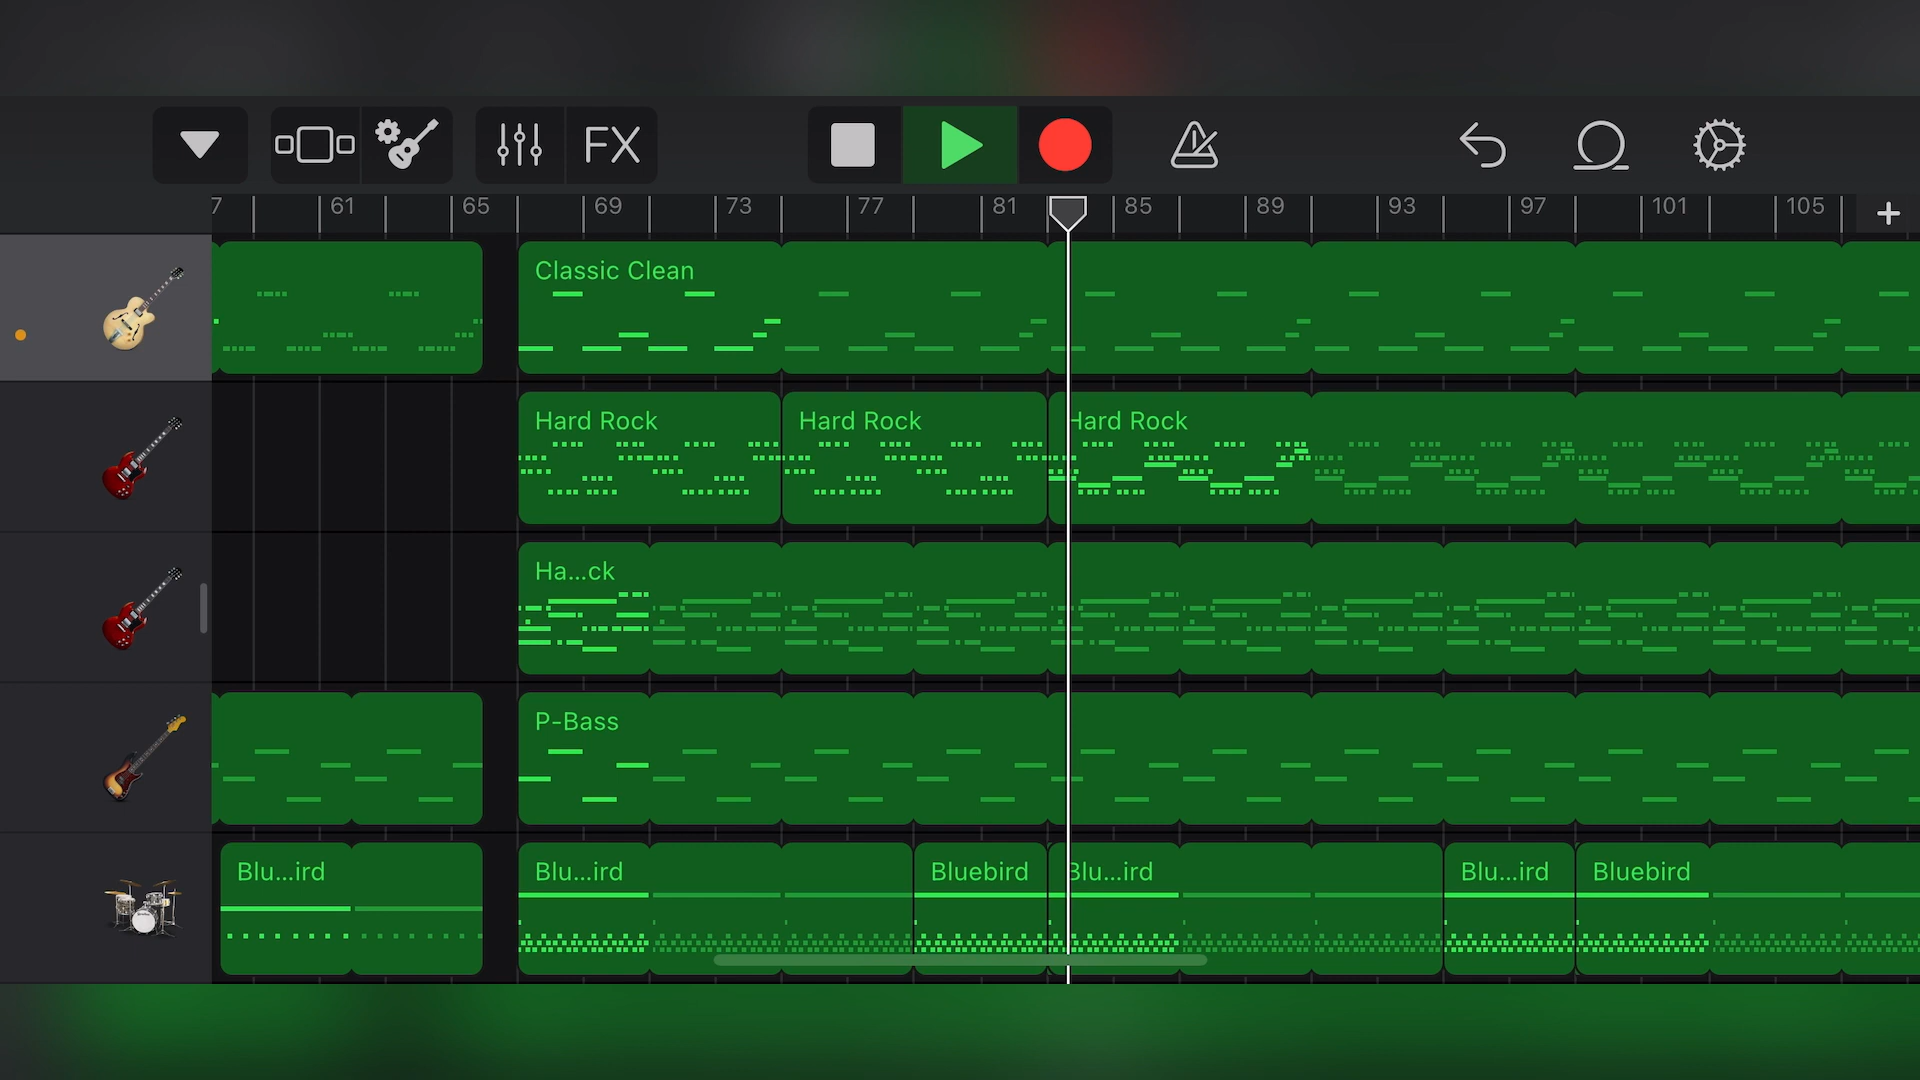 FX
7 61 65 69 73 77 81 85 89 93 97 101 105 +
Classic Clean
Hard Rock Hard Rock Hard Rock
Ha...ck
P-Bass
Blu...ird Blu...ird Bluebird Blu...ird Blu...ird Bluebird